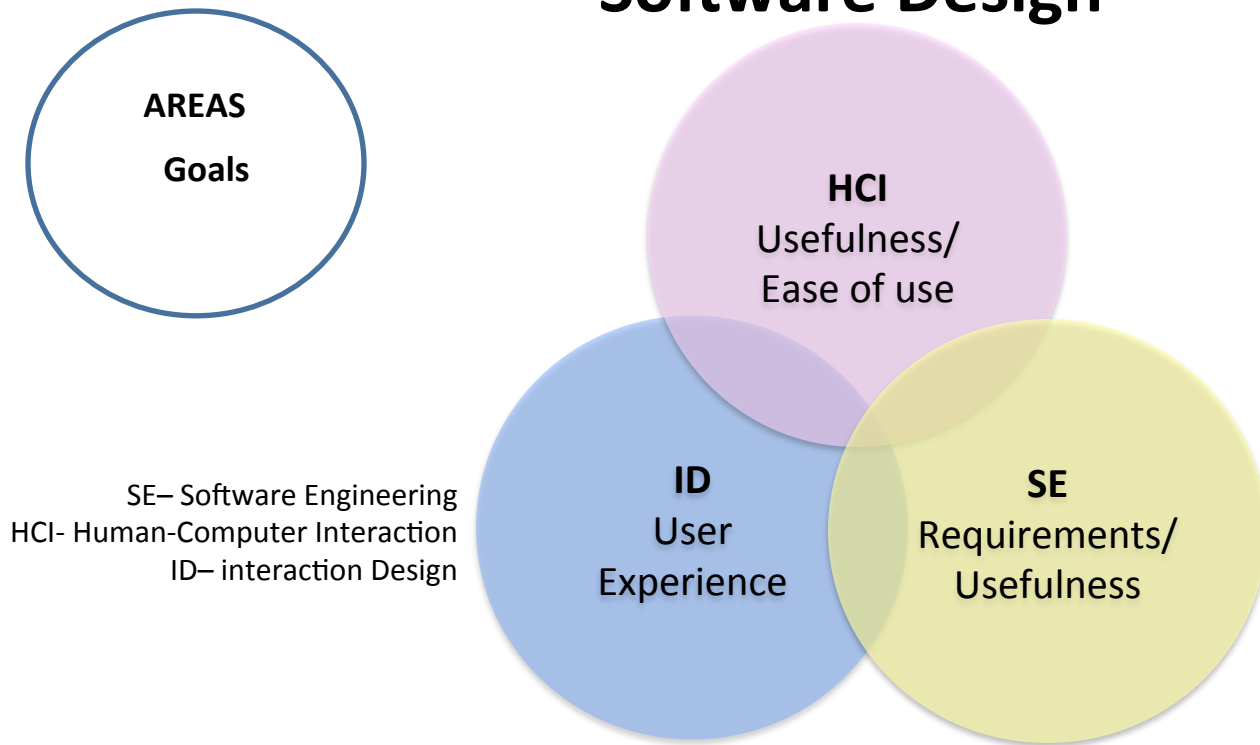 Software Design
AREAS
Goals
HCI
Usefulness/
Ease of use
SE– Software Engineering
HCI- Human-Computer Interaction
ID– interaction Design
ID
User
Experience
SE
Requirements/
Usefulness